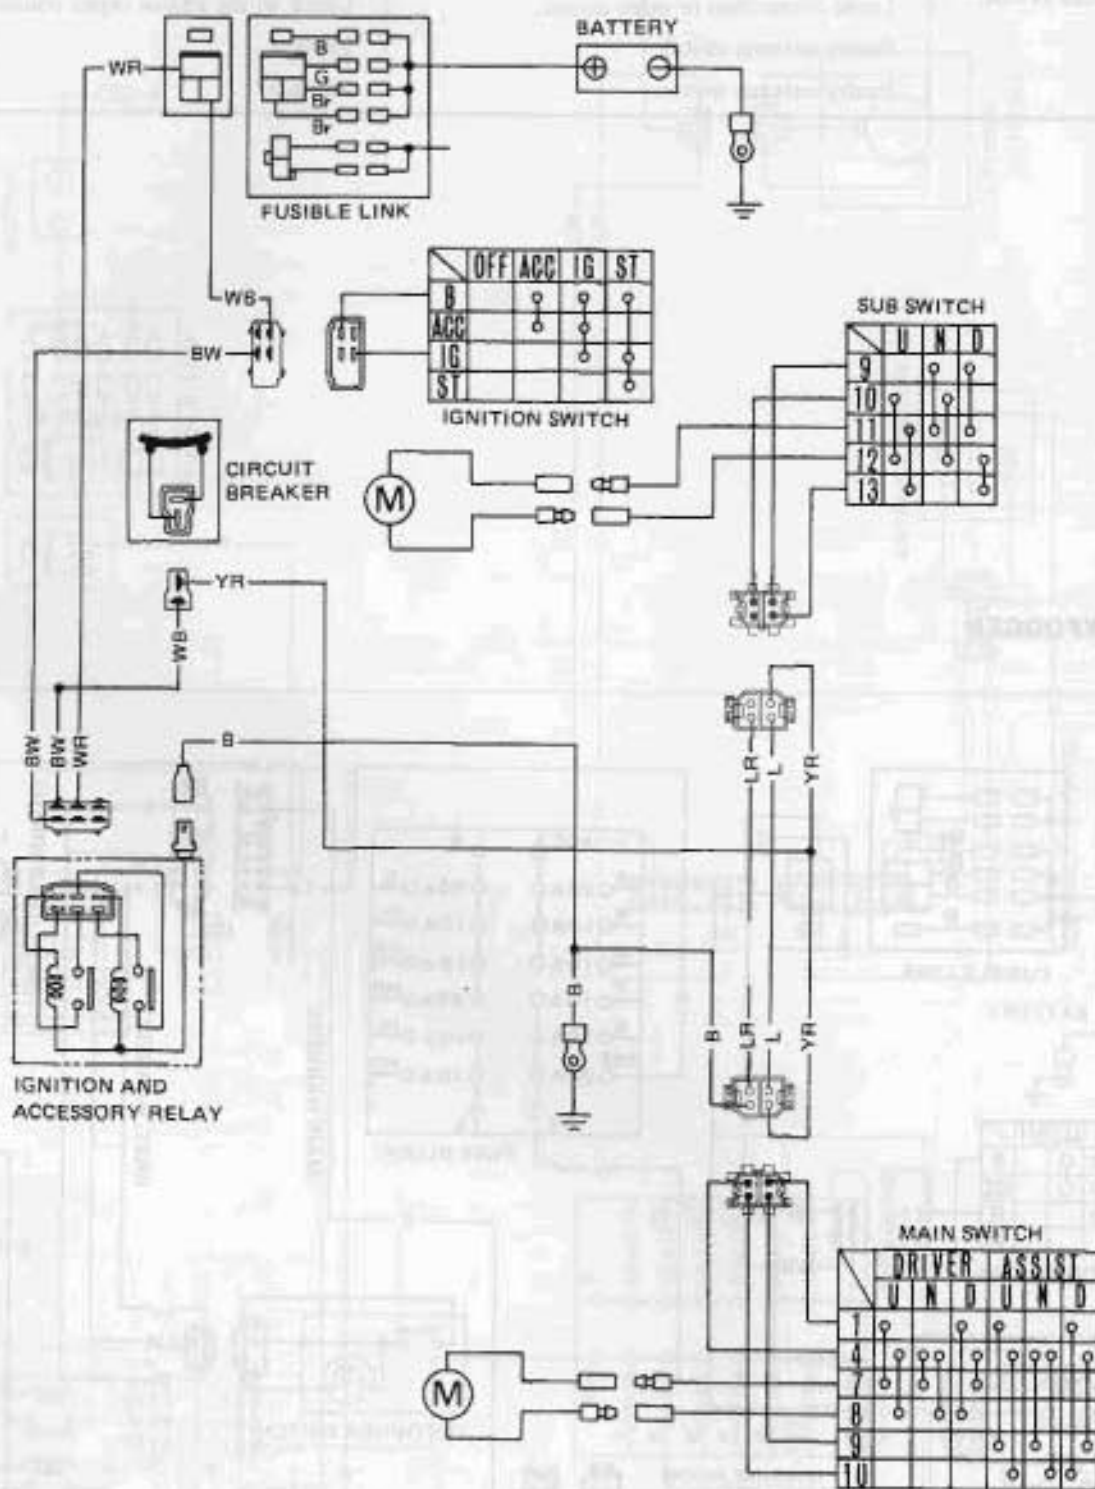 BATTERY
WR
B
G
Br
Br
FUSIBLE LINK
OFF ACC IG ST
B
ACC
IG
ST
IGNITION SWITCH
WB
BW
SUB SWITCH
U N D
9
10
11
12
13
CIRCUIT
BREAKER
M
YR
WB
BW
BW
WR
B
LR
L
YR
B
B
LR
L
YR
IGNITION AND
ACCESSORY RELAY
MAIN SWITCH
DRIVER ASSIST
U N D U N D
1
4
7
8
9
10
M